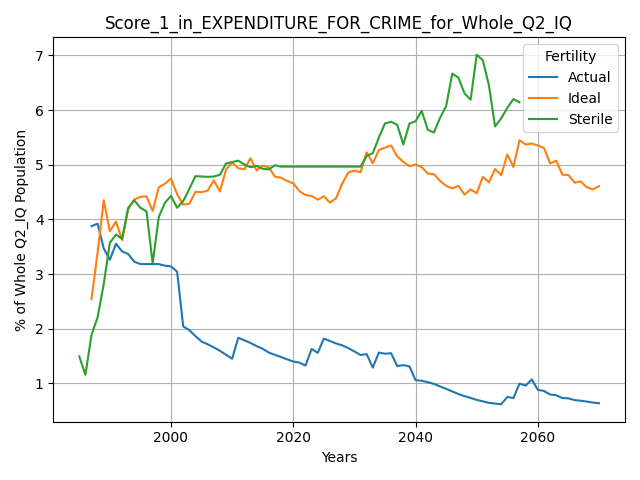 Score_1_in_EXPENDITURE_FOR_CRIME_for_Whole_Q2_IQ
Fertility
Actual
Ideal
Sterile
% of Whole Q2_IQ Population
7
6
5
4
3
2
1
2000
2020
2040
2060
Years